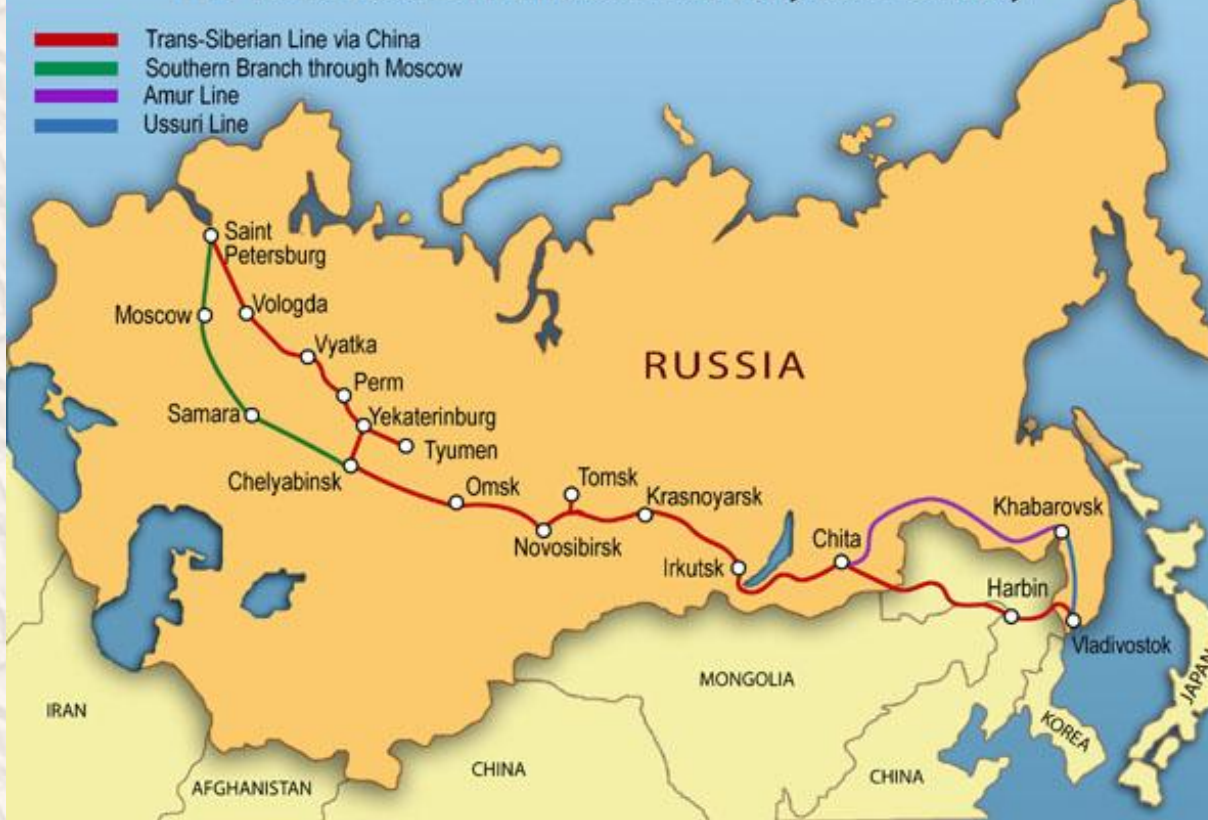 Trans-Siberian Line via China
Southern Branch through Moscow
Amur Line
Ussuri Line
Saint
Petersburg
Moscow
Vologda
Vyatka
Perm
Samara
Yekaterinburg
Tyumen
Chelyabinsk
Omsk
Tomsk
Krasnoyarsk
Novosibirsk
Irkutsk
Chita
Khabarovsk
Harbin
Vladivostok
RUSSIA
MONGOLIA
IRAN
AFGHANISTAN
CHINA
CHINA
KOREA
JAPAN